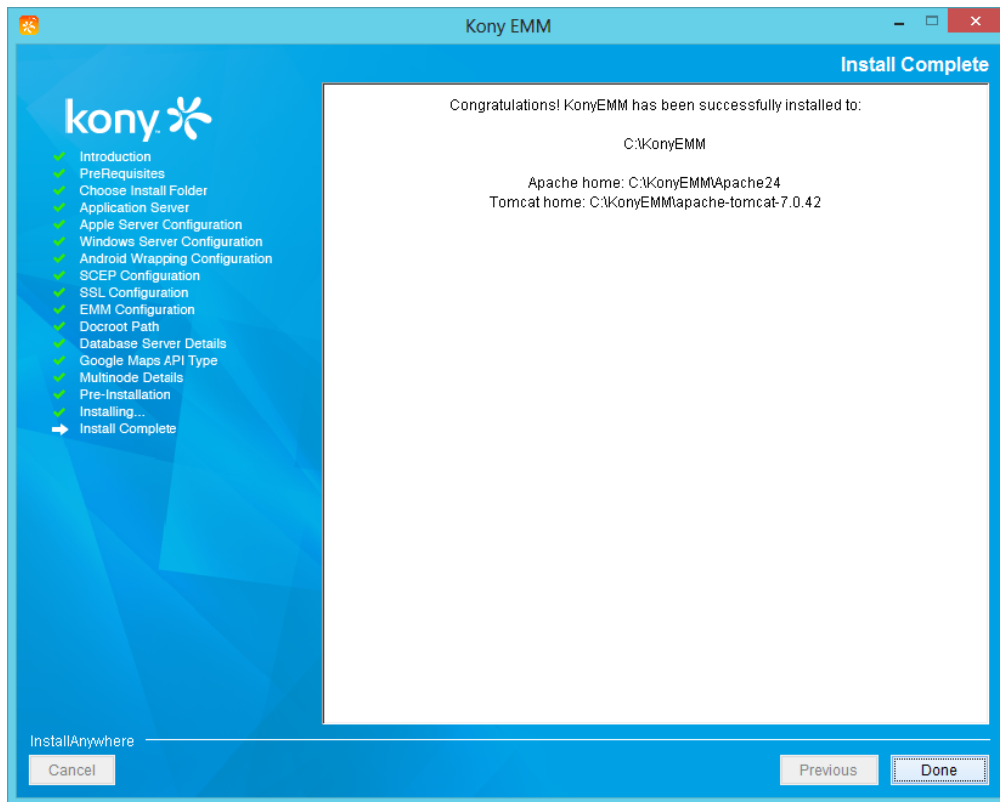 Kony EMM
Install Complete
kony
Introduction
PreRequisites
Choose Install Folder
Application Server
Apple Server Configuration
Windows Server Configuration
Android Wrapping Configuration
SCEP Configuration
SSL Configuration
EMM Configuration
Docroot Path
Database Server Details
Google Maps API Type
Multinode Details
Pre-Installation
Installing...
Install Complete
Congratulations! KonyEMM has been successfully installed to:
C:\KonyEMM
Apache home: C:\KonyEMM\Apache24
Tomcat home: C:\KonyEMM\apache-tomcat-7.0.42
InstallAnywhere
Cancel
Previous
Done